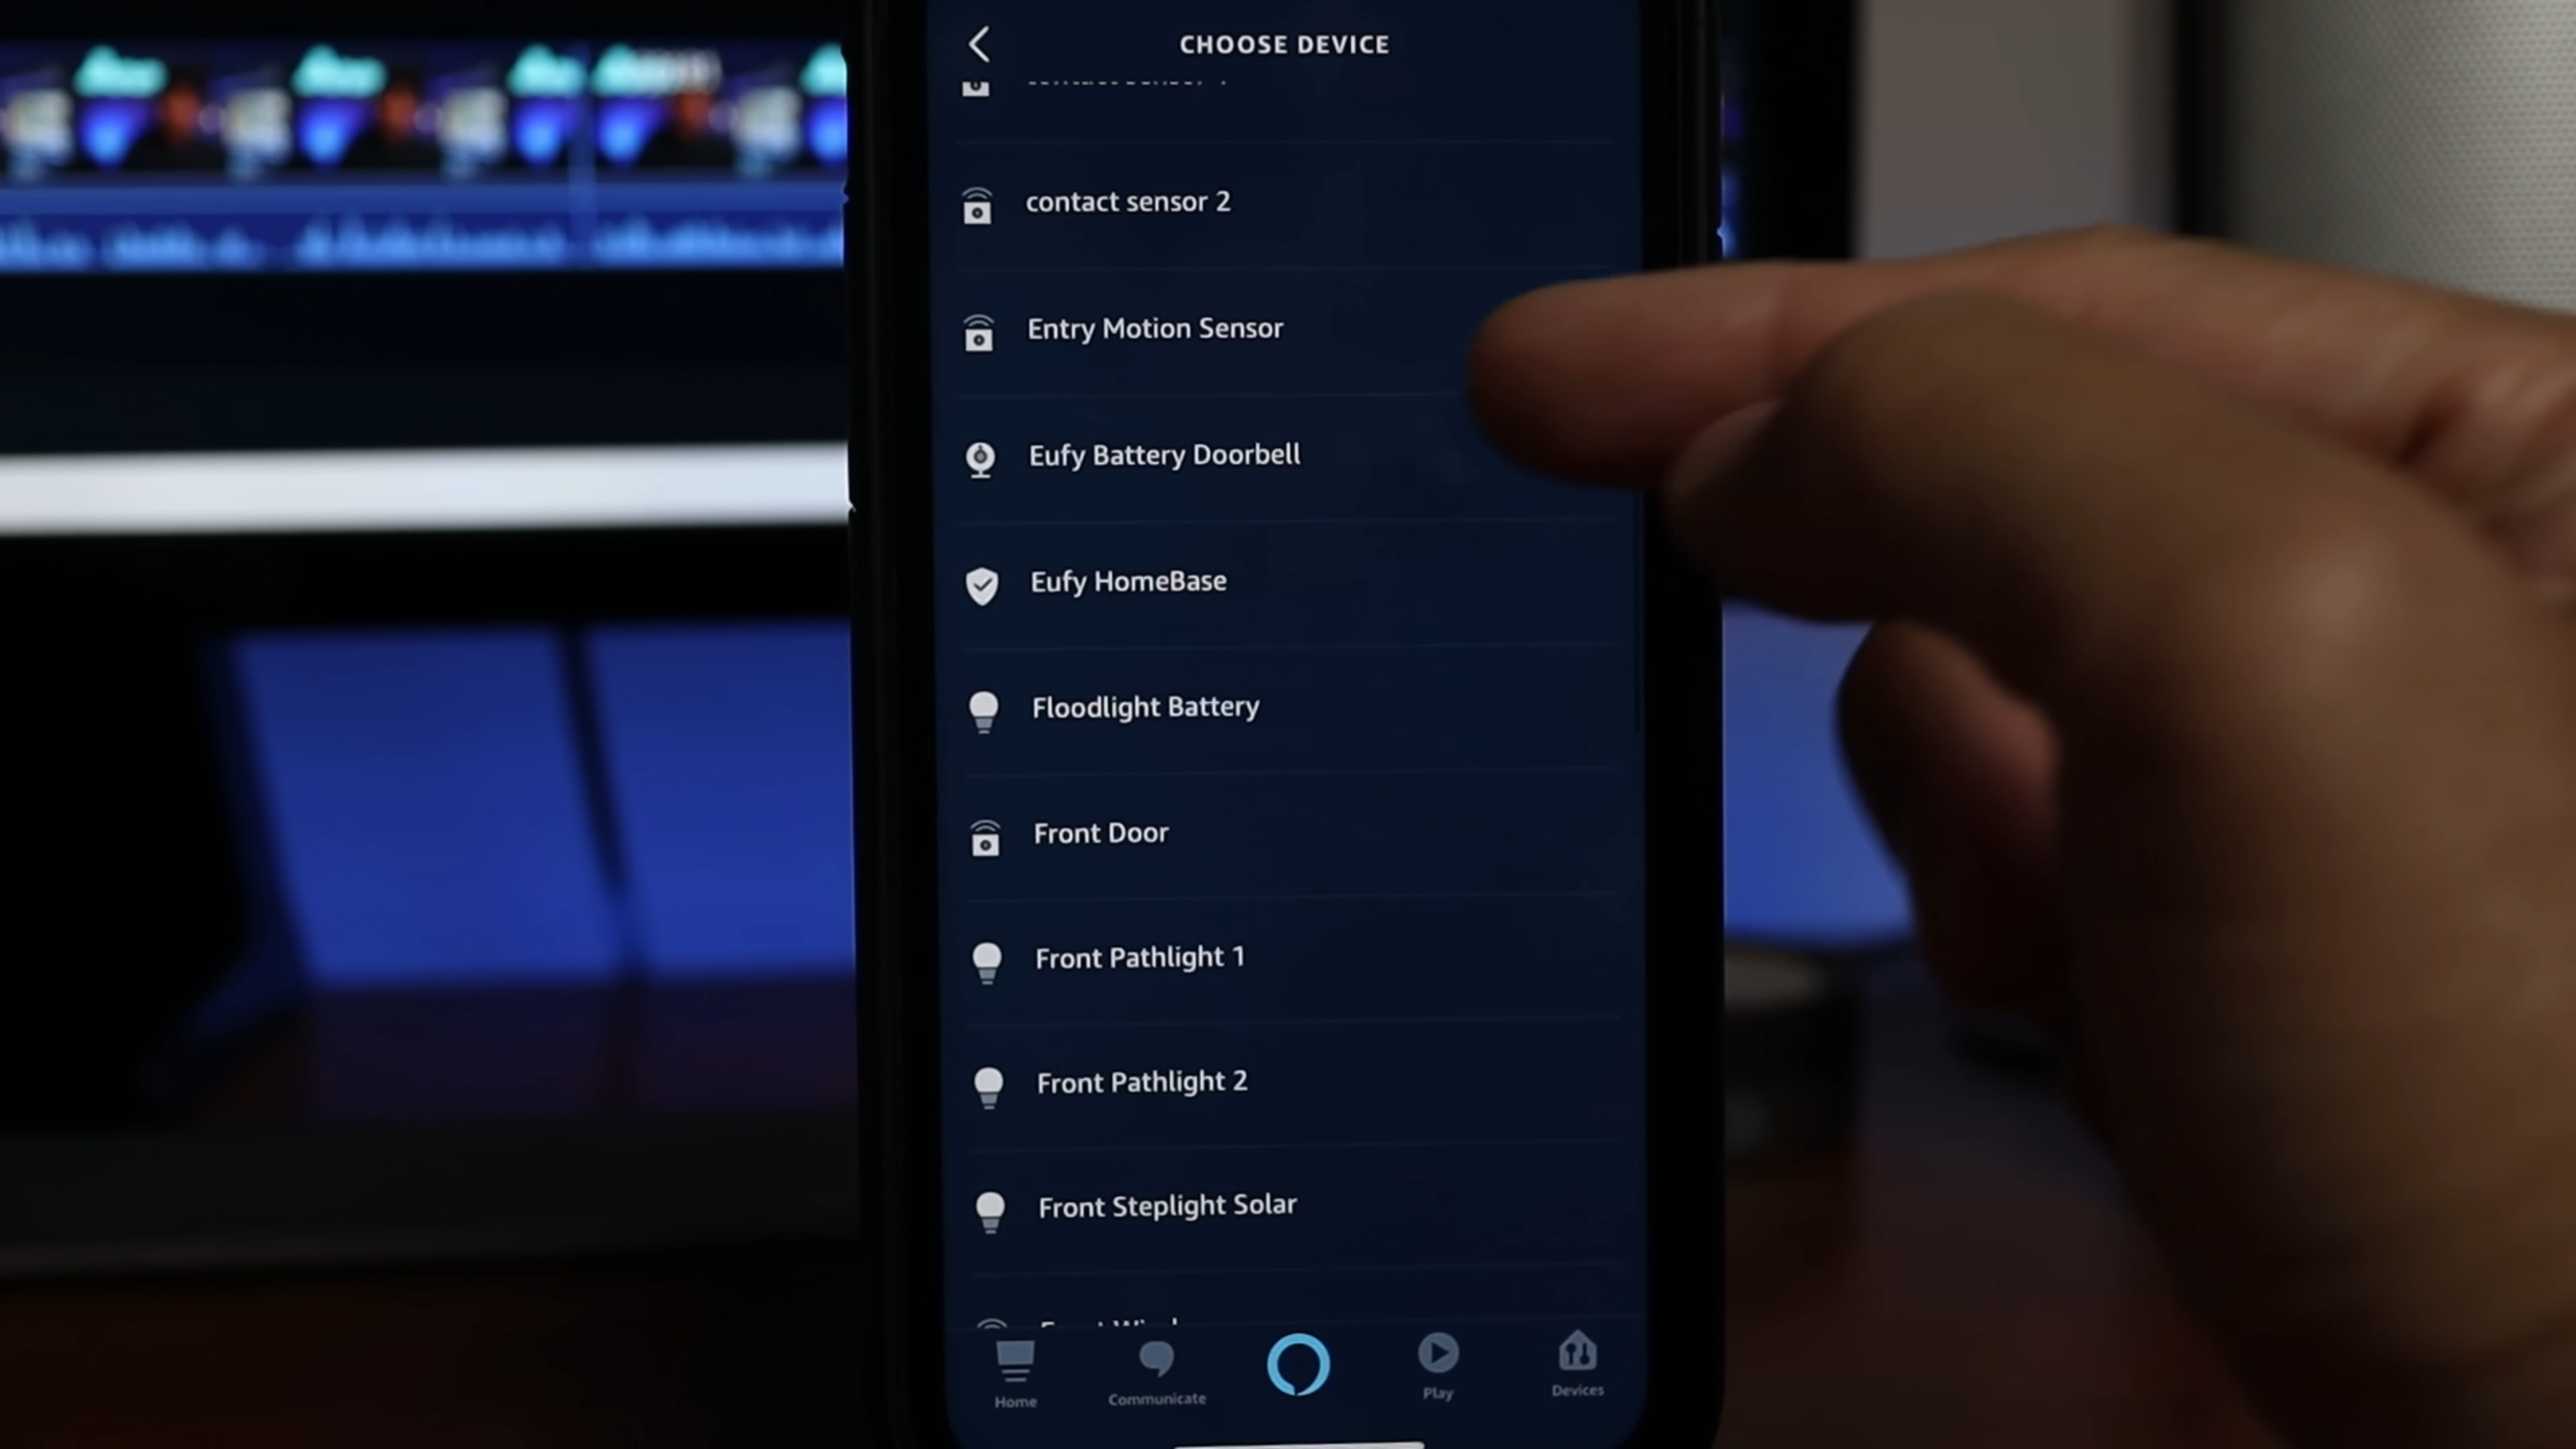 CHOOSE DEVICE
contact sensor 2
Entry Motion Sensor
Eufy Battery Doorbell
Eufy HomeBase
Floodlight Battery
Front Door
Front Pathlight 1
Front Pathlight 2
Front Steplight Solar
Home
Communicate
Play
Devices